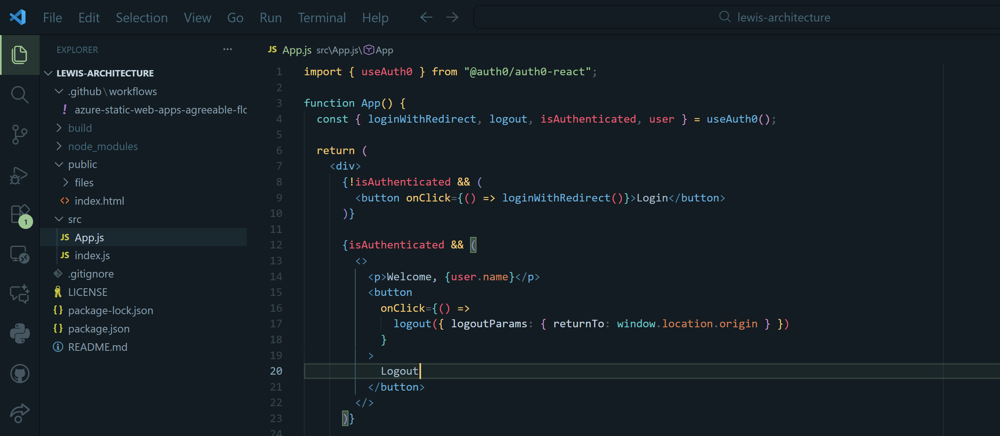 File Edit Selection View Go Run Terminal Help
lewis-architecture
EXPLORER
LEWIS-ARCHITECTURE
.github\workflows
! azure-static-web-apps-agreeable-flo
build
node_modules
public
files
<> index.html
src
JS App.js
JS index.js
.gitignore
LICENSE
{} package-lock.json
{} package.json
README.md
1
JS App.js src\App.js\App
1 import { useAuth0 } from "@auth0/auth0-react";
2
3 function App() {
4 const { loginWithRedirect, logout, isAuthenticated, user } = useAuth0();
5
6 return (
7 <div>
8 {!isAuthenticated && (
9 <button onClick={() => loginWithRedirect()}>Login</button>
10 )}
11
12 {isAuthenticated && (
13 <>
14 <p>Welcome, {user.name}</p>
15 <button
16 onClick={() =>
17 logout({ logoutParams: { returnTo: window.location.origin } })
18 }
19 >
20 Logout
21 </button>
22 </>
23 )}
24